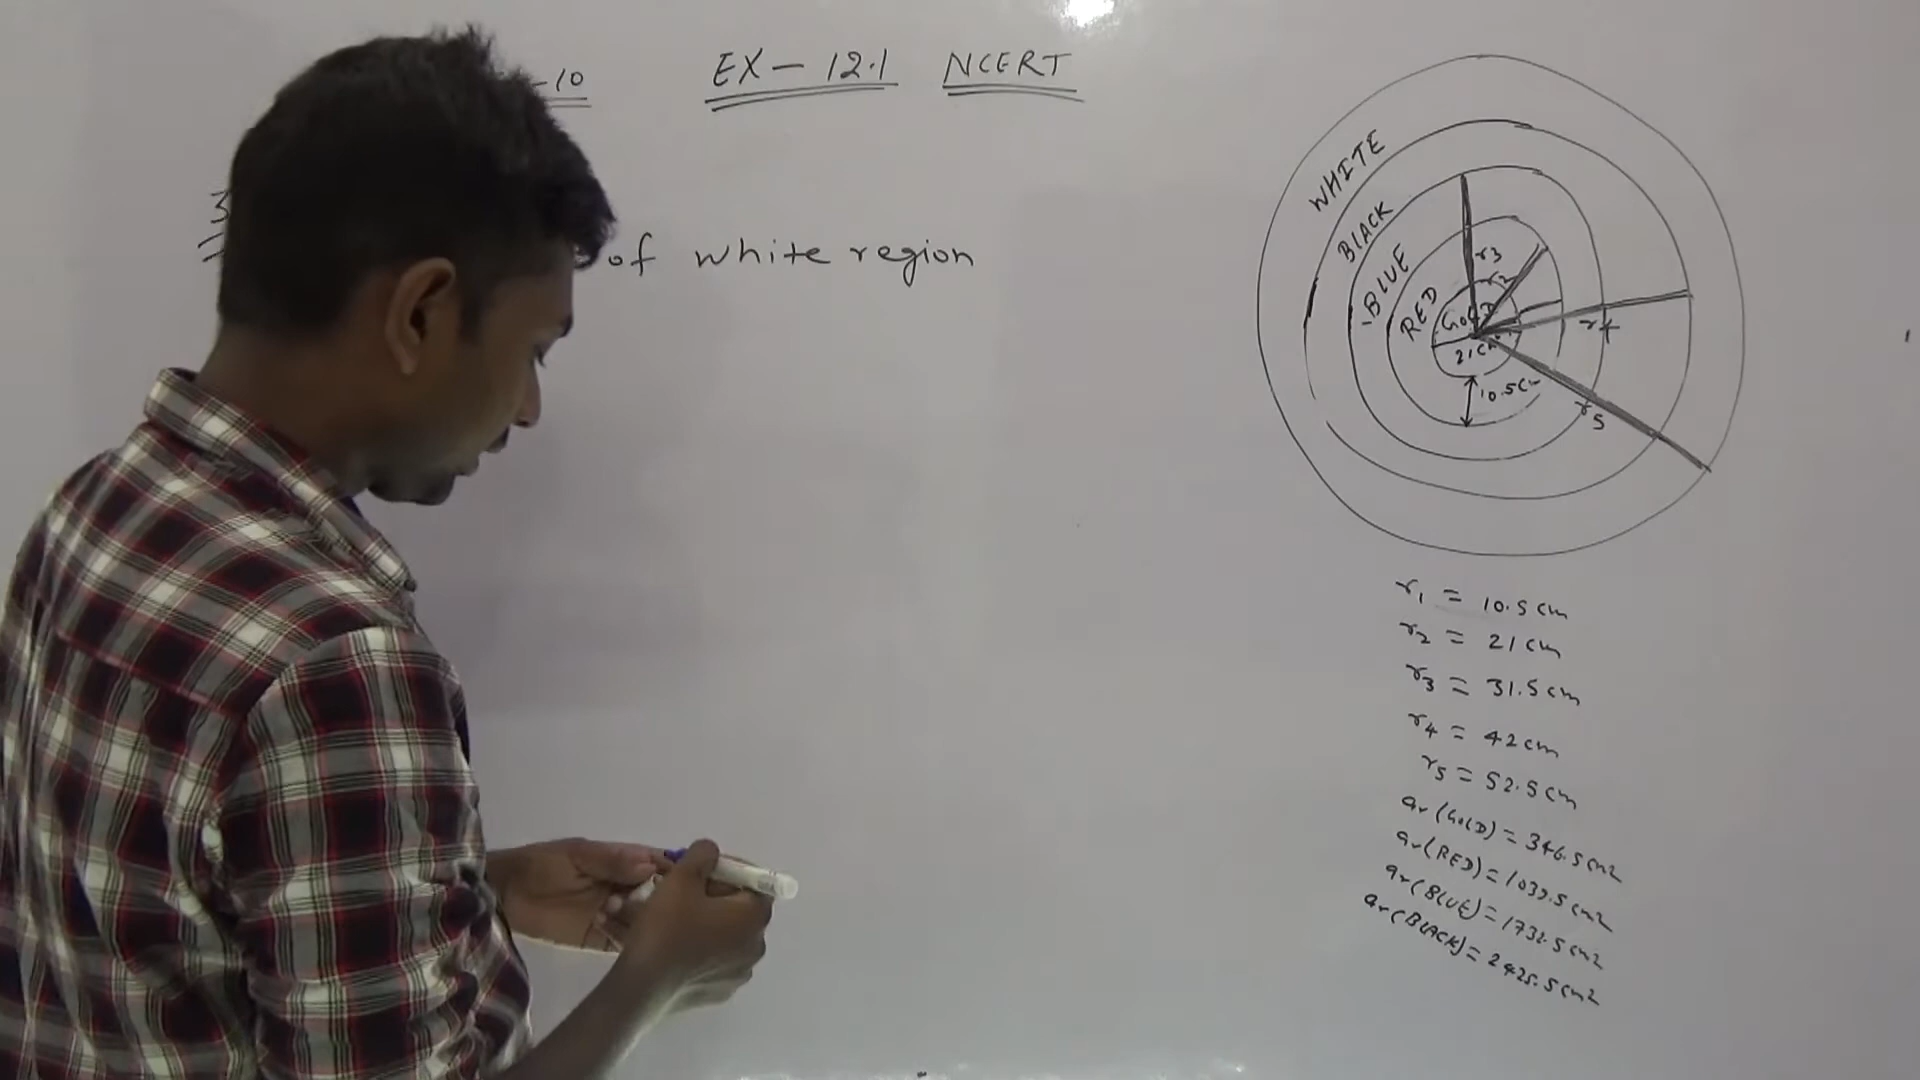 -10 EX - 12.1 NCERT
3
of white region
WHITE
BLACK
BLUE
RED
GOLD
21cm
10.5cm
r3
r2
r4
r5
r1 = 10.5 cm
r2 = 21 cm
r3 = 31.5 cm
r4 = 42 cm
r5 = 52.5 cm
ar(GOLD) = 346.5 cm2
ar(RED) = 1039.5 cm2
ar(BLUE) = 1732.5 cm2
ar(BLACK) = 2425.5 cm2